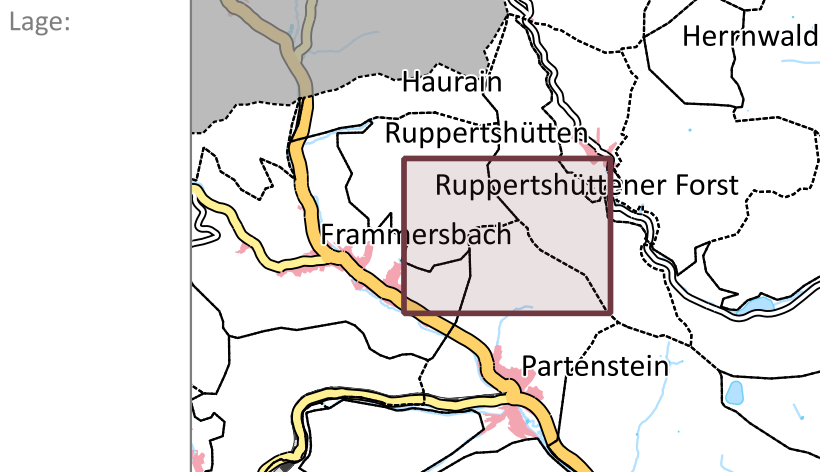 Lage:
Herrnwald
Haurain
Ruppertshütten
Ruppertshüttener Forst
Frammersbach
Partenstein